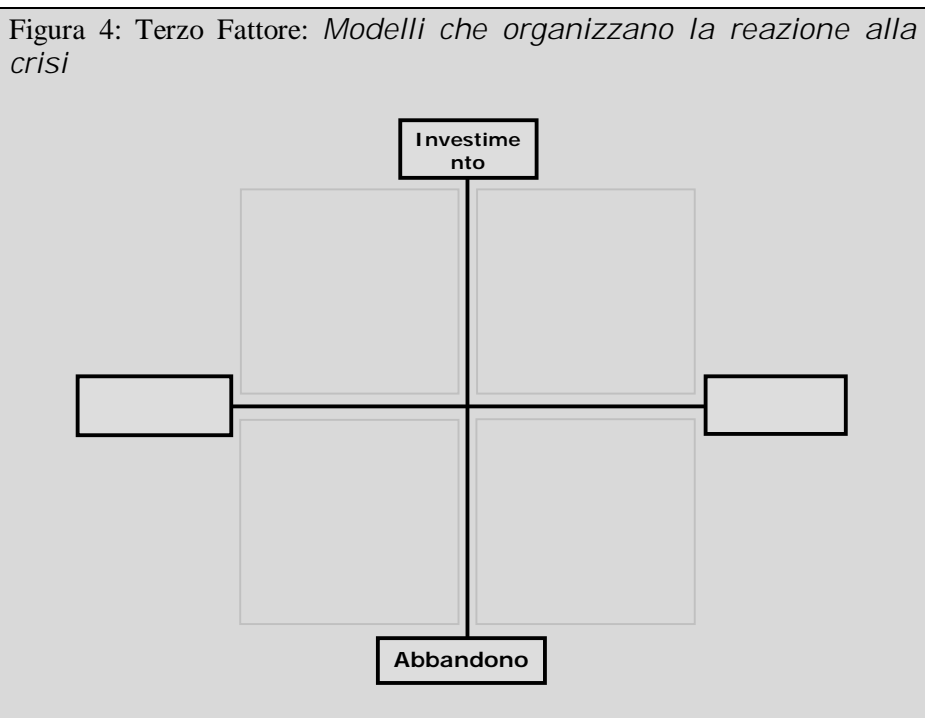 Figura 4: Terzo Fattore: Modelli che organizzano la reazione alla
crisi
Investime
nto
Abbandono